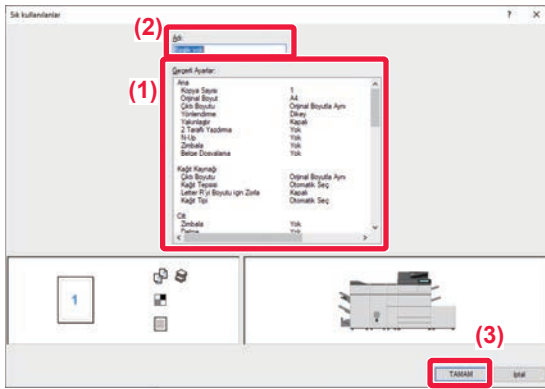 Sık kullanılanlar
(2)
Adı:
Geçerli Ayarlar:
(1)
Ana
Kopya Sayısı 1
Orijinal Boyut A4
Çıktı Boyutu Orijinal Boyutla Aynı
Yönlendirme Dikey
Yakınlaştır Kapalı
2 Taraflı Yazdırma Yok
N-Up Yok
Zımbala Yok
Belge Dosyalama Yok
Kağıt Kaynağı
Çıktı Boyutu Orijinal Boyutla Aynı
Kağıt Tepsisi Otomatik Seç
Letter R'yi Boyutu için Zorla Kapalı
Kağıt Tipi Otomatik Seç
Cilt
Zımbala Yok
Delme Yok
1
(3)
TAMAM İptal